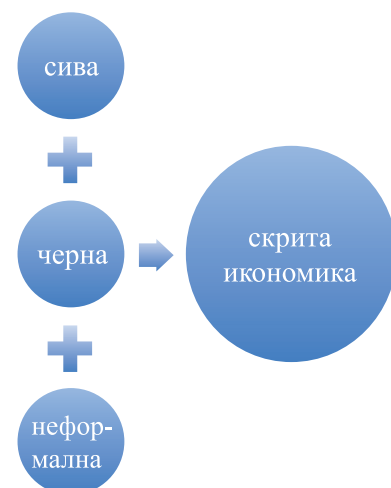 сива
черна
нефор-
мална
скрита
икономика